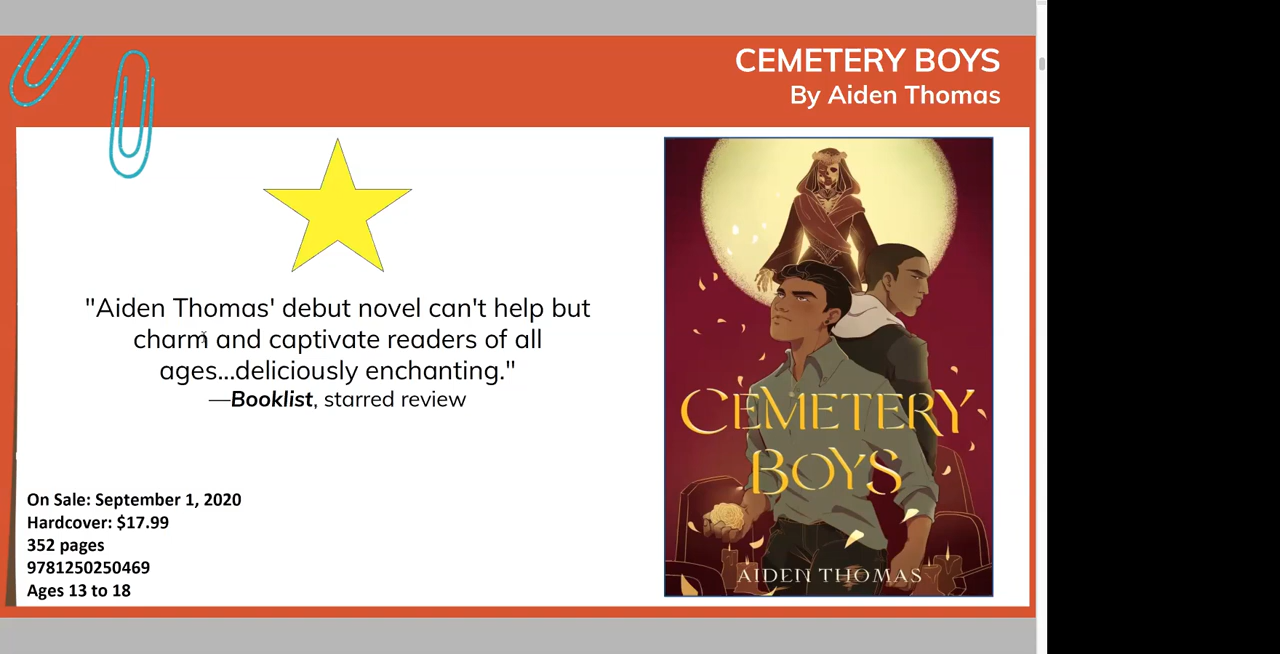 CEMETERY BOYS
By Aiden Thomas
"Aiden Thomas' debut novel can't help but
charm and captivate readers of all
ages...deliciously enchanting."
—Booklist, starred review
On Sale: September 1, 2020
Hardcover: $17.99
352 pages
9781250250469
Ages 13 to 18
CEMETERY
BOYS
AIDEN THOMAS